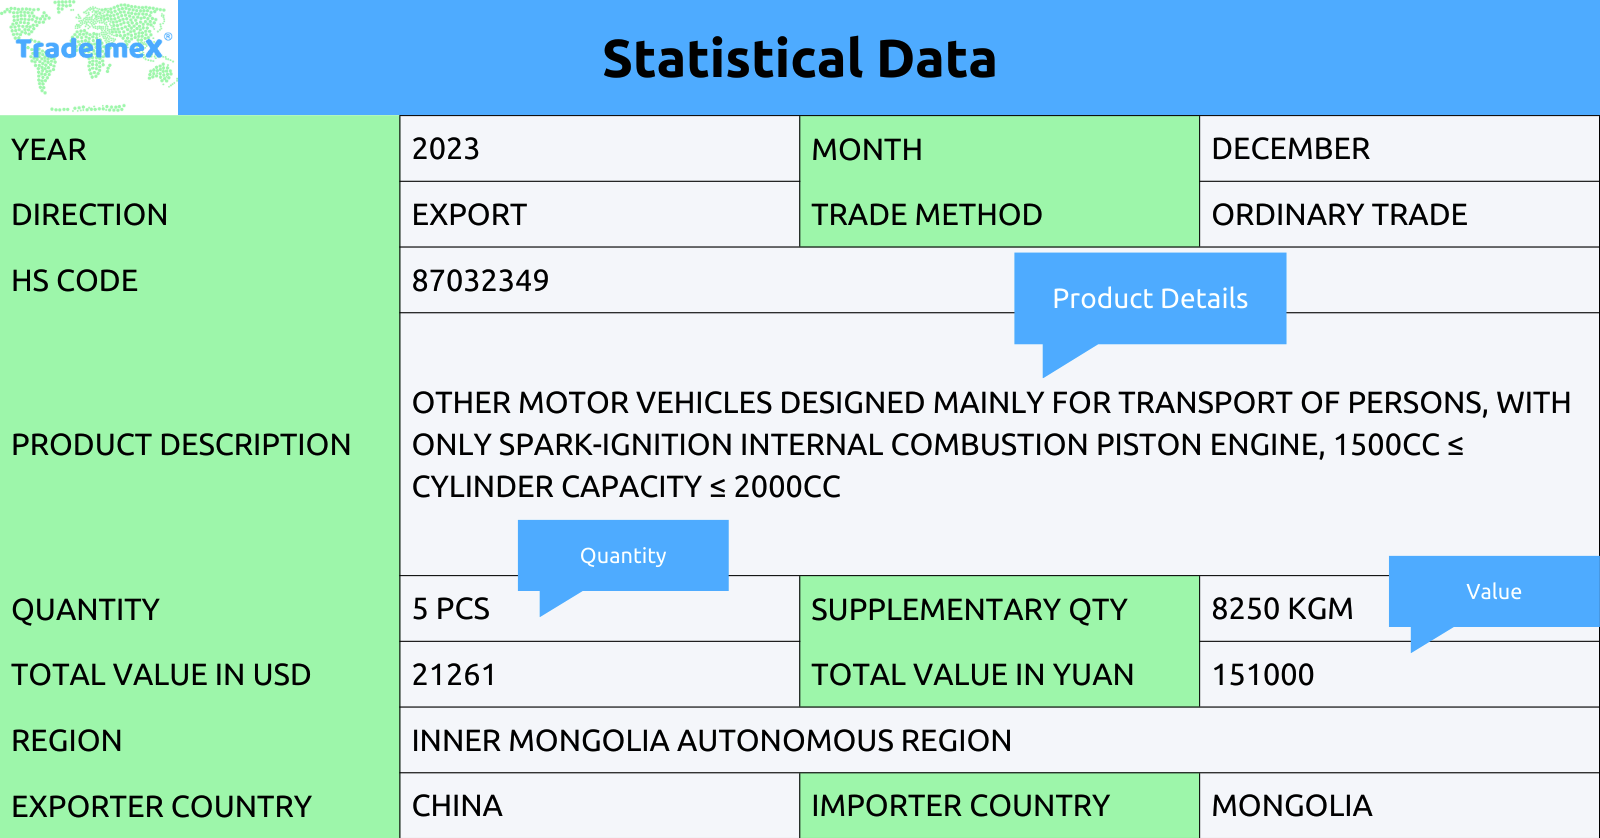 TradeImeX®
Statistical Data
YEAR
2023
MONTH
DECEMBER
DIRECTION
EXPORT
TRADE METHOD
ORDINARY TRADE
HS CODE
87032349
Product Details
PRODUCT DESCRIPTION
OTHER MOTOR VEHICLES DESIGNED MAINLY FOR TRANSPORT OF PERSONS, WITH
ONLY SPARK-IGNITION INTERNAL COMBUSTION PISTON ENGINE, 1500CC ≤
CYLINDER CAPACITY ≤ 2000CC
Quantity
Value
QUANTITY
5 PCS
SUPPLEMENTARY QTY
8250 KGM
TOTAL VALUE IN USD
21261
TOTAL VALUE IN YUAN
151000
REGION
INNER MONGOLIA AUTONOMOUS REGION
EXPORTER COUNTRY
CHINA
IMPORTER COUNTRY
MONGOLIA